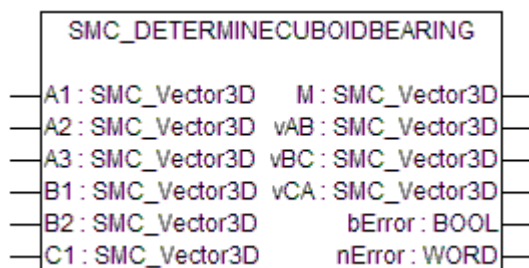 SMC_DETERMINECUBOIDBEARING
A1 : SMC_Vector3D M : SMC_Vector3D
A2 : SMC_Vector3D vAB : SMC_Vector3D
A3 : SMC_Vector3D vBC : SMC_Vector3D
B1 : SMC_Vector3D vCA : SMC_Vector3D
B2 : SMC_Vector3D bError : BOOL
C1 : SMC_Vector3D nError : WORD